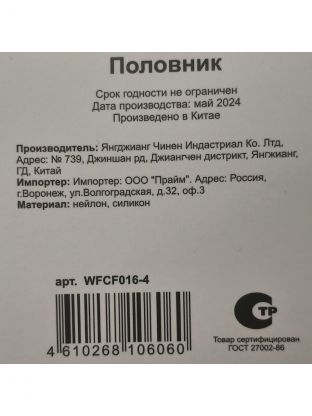 Половник
Срок годности не ограничен
Дата производства: май 2024
Произведено в Китае
Производитель: Янгджианг Чинен Индастриал Ко. Лтд,
Адрес: № 739, Джиншан рд, Джиангчен дистрикт, Янгжианг,
ГД, Китай
Импортер: Импортер: ООО "Прайм". Адрес: Россия,
г.Воронеж, ул.Волгоградская, д.32, оф.3
Материал: нейлон, силикон
арт. WFCF016-4
4 610268 106060
СТР
Товар сертифицирован
ГОСТ 27002-86